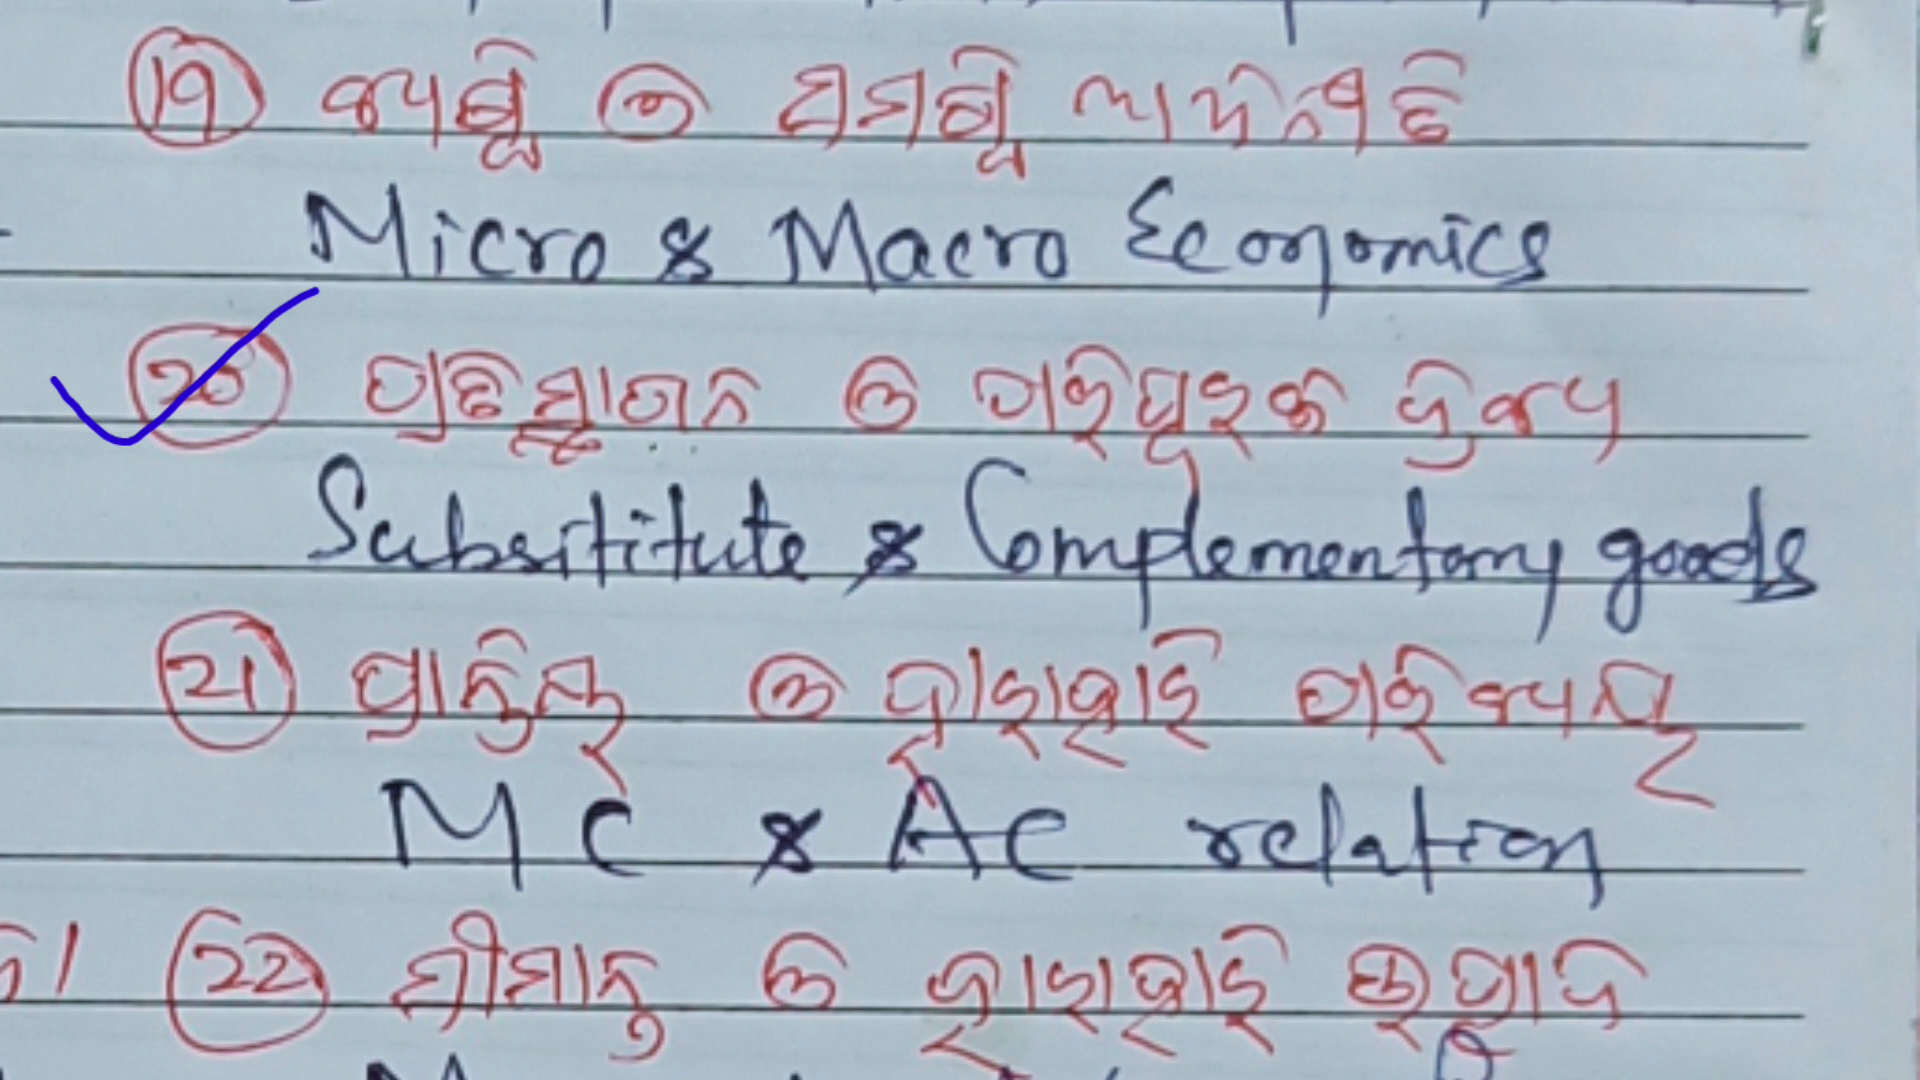 19 ବ୍ୟଷ୍ଟି ଓ ସମଷ୍ଟି ଅର୍ଥନୀତି
Micro & Macro Economics
20 ପ୍ରତିସ୍ଥାପନ ଓ ପରିପୂରକ ଦ୍ରବ୍ୟ
Subsititute & Complementary goods
21 ଓ ପରିବ୍ୟୟ
MC & AC relation
22 ସୀମାନ୍ତ ଓ ହାରାହାରି ଉତ୍ପାଦ